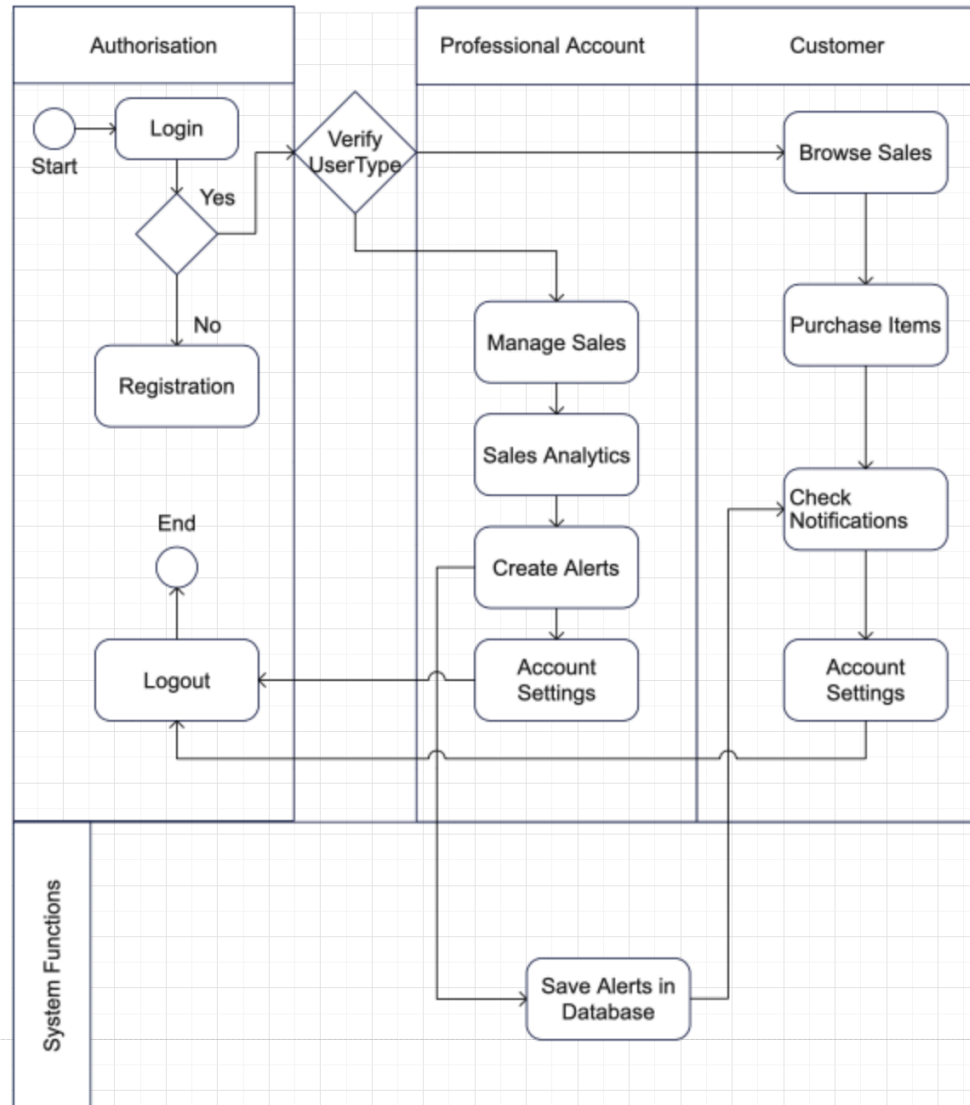 Authorisation
Professional Account
Customer
Start
Login
Yes
No
Registration
End
Logout
Verify
UserType
Manage Sales
Sales Analytics
Create Alerts
Account
Settings
Browse Sales
Purchase Items
Check
Notifications
Account
Settings
System Functions
Save Alerts in
Database